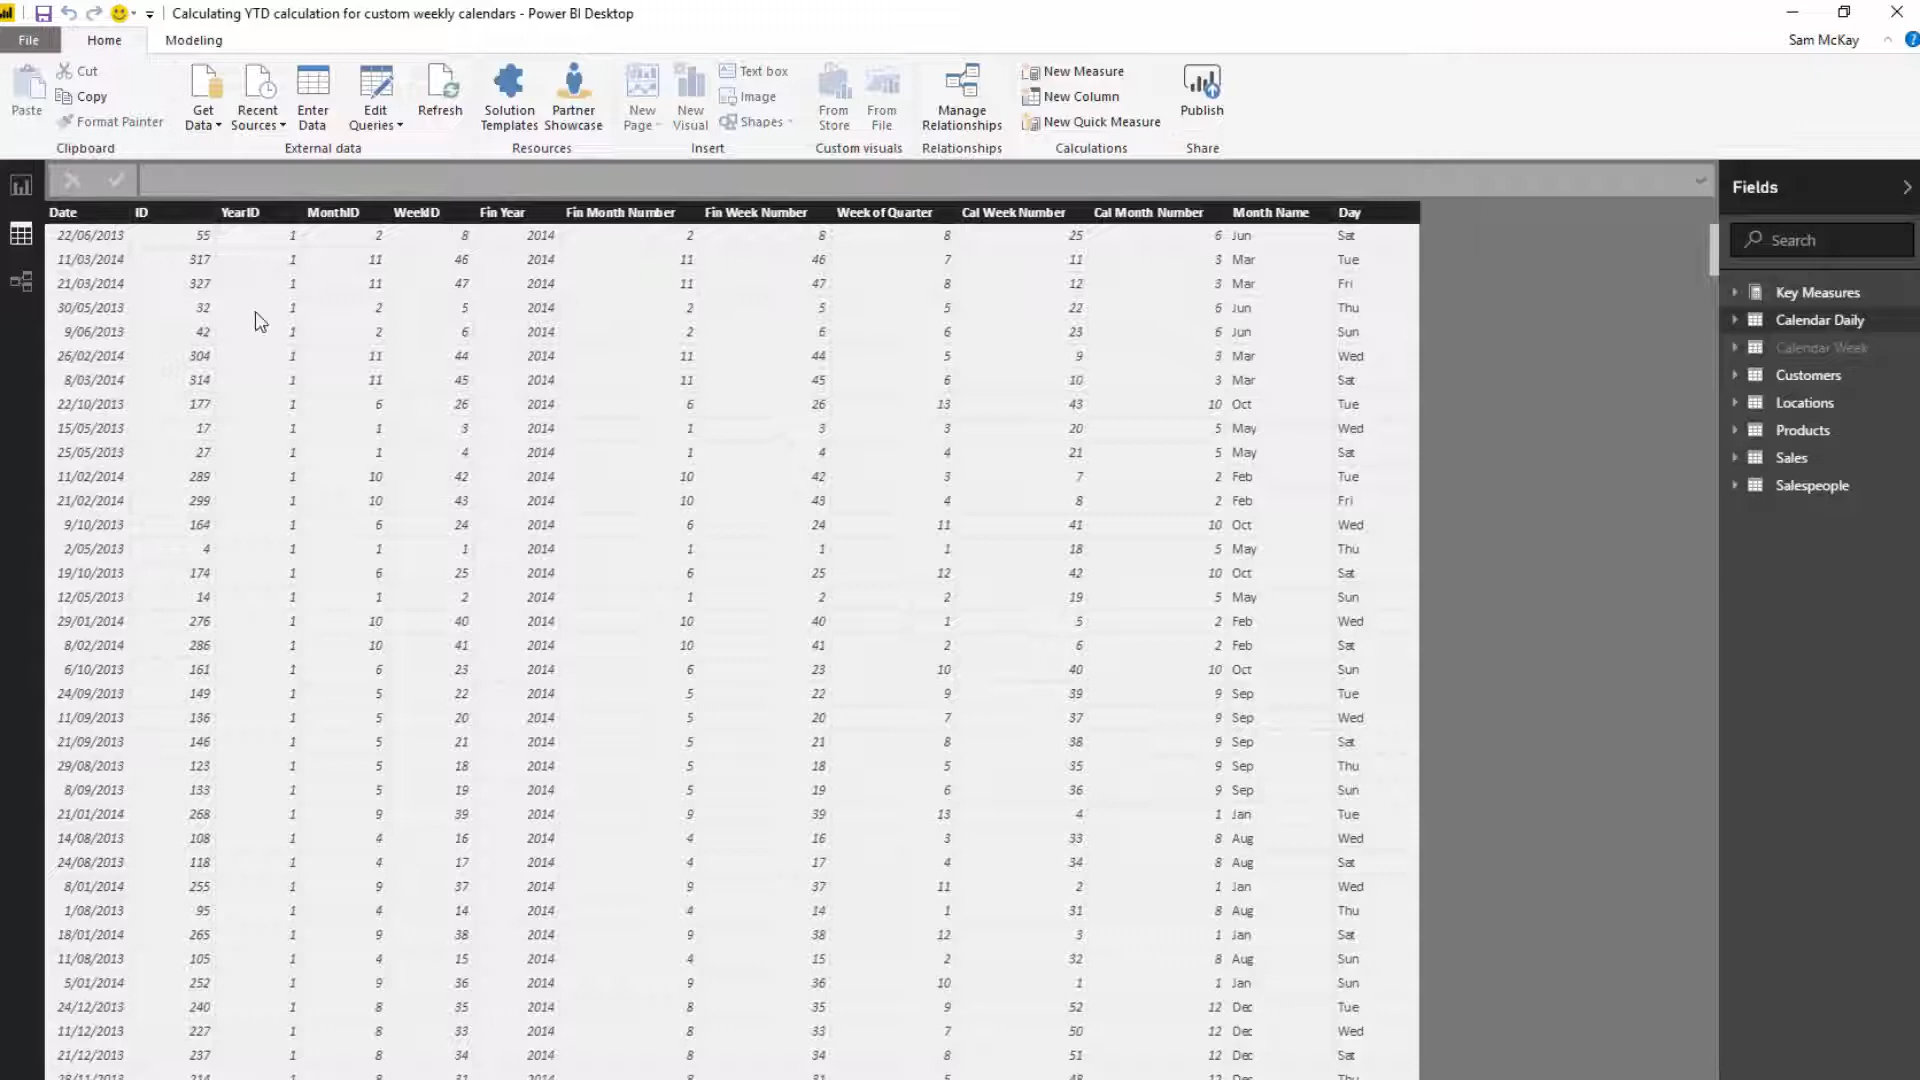 Calculating YTD calculation for custom weekly calendars - Power BI Desktop
File Home Modeling Sam McKay
Paste Cut Copy Format Painter Get Data Recent Sources Enter Data Edit Queries Refresh Solution Templates Partner Showcase New Page New Visual Text box Image Shapes From Store From File Manage Relationships New Measure New Column New Quick Measure Publish
Clipboard External data Resources Insert Custom visuals Relationships Calculations Share
Date ID YearID MonthID WeekID Fin Year Fin Month Number Fin Week Number Week of Quarter Cal Week Number Cal Month Number Month Name Day
22/06/2013 55 1 2 8 2014 2 8 8 25 6 Jun Sat
11/03/2014 317 1 11 46 2014 11 46 7 11 3 Mar Tue
21/03/2014 327 1 11 47 2014 11 47 8 12 3 Mar Fri
30/05/2013 32 1 2 5 2014 2 5 5 22 6 Jun Thu
9/06/2013 42 1 2 6 2014 2 6 6 23 6 Jun Sun
26/02/2014 304 1 11 44 2014 11 44 5 9 3 Mar Wed
8/03/2014 314 1 11 45 2014 11 45 6 10 3 Mar Sat
22/10/2013 177 1 6 26 2014 6 26 13 43 10 Oct Tue
15/05/2013 17 1 1 3 2014 1 3 3 20 5 May Wed
25/05/2013 27 1 1 4 2014 1 4 4 21 5 May Sat
11/02/2014 289 1 10 42 2014 10 42 3 7 2 Feb Tue
21/02/2014 299 1 10 43 2014 10 43 4 8 2 Feb Fri
9/10/2013 164 1 6 24 2014 6 24 11 41 10 Oct Wed
2/05/2013 4 1 1 1 2014 1 1 1 18 5 May Thu
19/10/2013 174 1 6 25 2014 6 25 12 42 10 Oct Sat
12/05/2013 14 1 1 2 2014 1 2 2 19 5 May Sun
29/01/2014 276 1 10 40 2014 10 40 1 5 2 Feb Wed
8/02/2014 286 1 10 41 2014 10 41 2 6 2 Feb Sat
6/10/2013 161 1 6 23 2014 6 23 10 40 10 Oct Sun
24/09/2013 149 1 5 22 2014 5 22 9 39 9 Sep Tue
11/09/2013 136 1 5 20 2014 5 20 7 37 9 Sep Wed
21/09/2013 146 1 5 21 2014 5 21 8 38 9 Sep Sat
29/08/2013 123 1 5 18 2014 5 18 5 35 9 Sep Thu
8/09/2013 133 1 5 19 2014 5 19 6 36 9 Sep Sun
21/01/2014 268 1 9 39 2014 9 39 13 4 1 Jan Tue
14/08/2013 108 1 4 16 2014 4 16 3 33 8 Aug Wed
24/08/2013 118 1 4 17 2014 4 17 4 34 8 Aug Sat
8/01/2014 255 1 9 37 2014 9 37 11 2 1 Jan Wed
1/08/2013 95 1 4 14 2014 4 14 1 31 8 Aug Thu
18/01/2014 265 1 9 38 2014 9 38 12 3 1 Jan Sat
11/08/2013 105 1 4 15 2014 4 15 2 32 8 Aug Sun
5/01/2014 252 1 9 36 2014 9 36 10 1 1 Jan Sun
24/12/2013 240 1 8 35 2014 8 35 9 52 12 Dec Tue
11/12/2013 227 1 8 33 2014 8 33 7 50 12 Dec Wed
21/12/2013 237 1 8 34 2014 8 34 8 51 12 Dec Sat
28/11/2013 214 1 8 31 2014 8 31 5 48 12 Dec Thu
Fields
Search
Key Measures
Calendar Daily
Calendar Week
Customers
Locations
Products
Sales
Salespeople